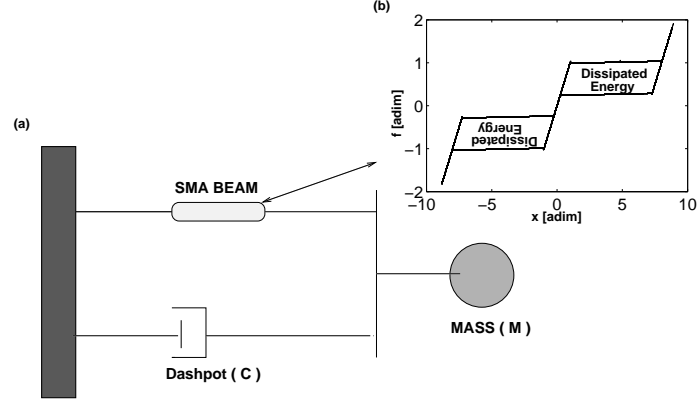 (b)
2
1
0
−1
−2
f [adim]
Dissipated
Energy
Dissipated
Energy
−10
−5
0
5
10
x [adim]
(a)
SMA BEAM
MASS ( M )
Dashpot ( C )